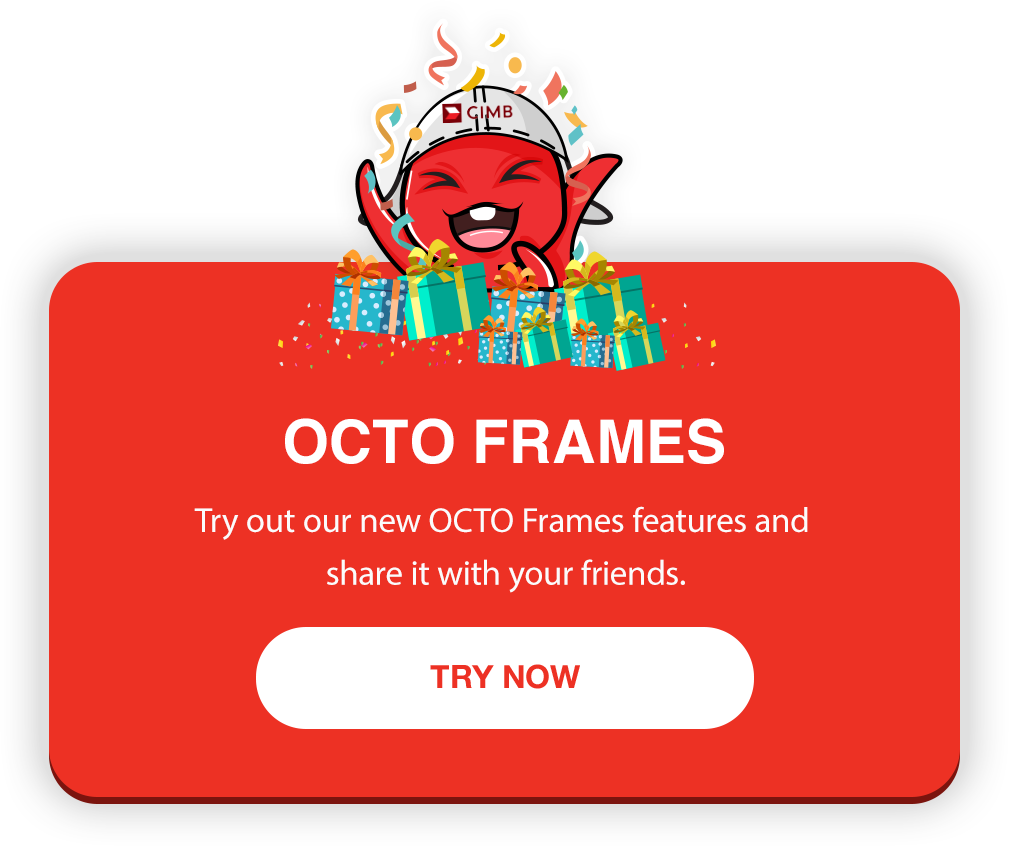 CIMB
OCTO FRAMES
Try out our new OCTO Frames features and
share it with your friends.
TRY NOW